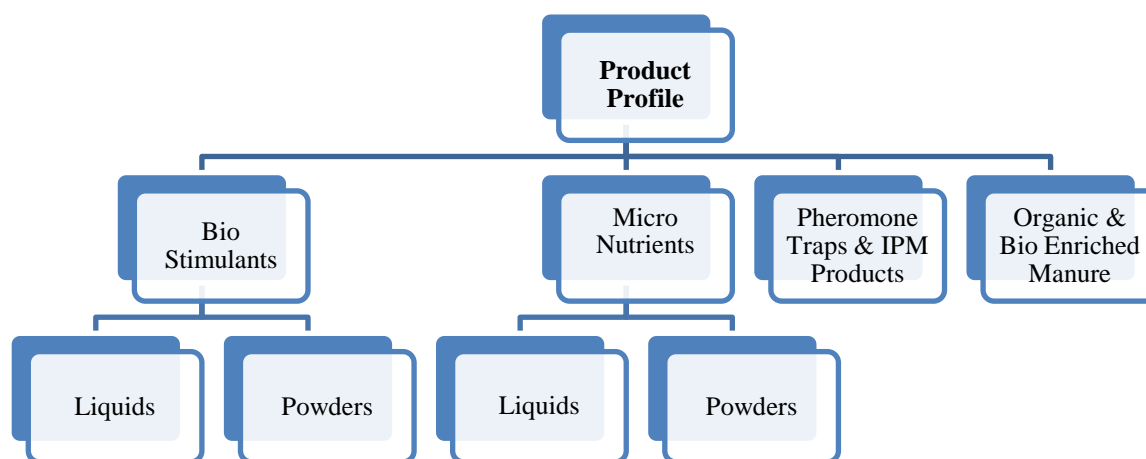 Product
Profile
Bio
Stimulants
Micro
Nutrients
Pheromone
Traps & IPM
Products
Organic &
Bio Enriched
Manure
Liquids
Powders
Liquids
Powders